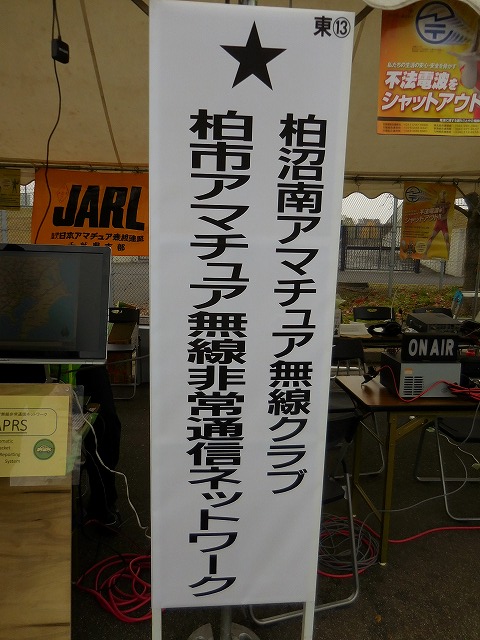 東⑬
★
柏沼南アマチュア無線クラブ
柏市アマチュア無線非常通信ネットワーク
JARL
日本アマチュア無線連盟
不法電波を
シャットアウト
ON AIR
APRS
Reporting
System